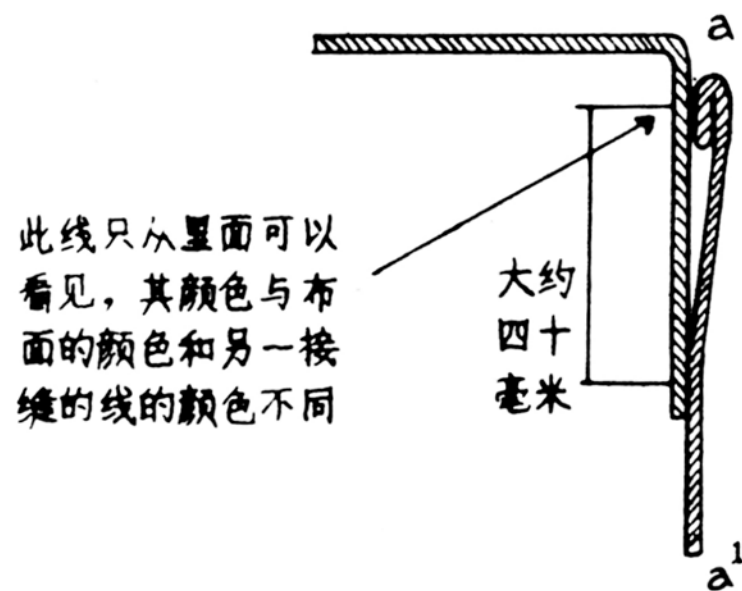 a
此线只从里面可以
看见，其颜色与布
面的颜色和另一接
缝的线的颜色不同
大约
四十
毫米
a¹